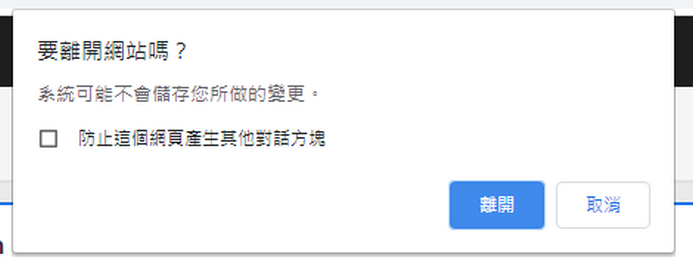 要離開網站嗎？
系統可能不會儲存您所做的變更。
防止這個網頁產生其他對話方塊
離開
取消